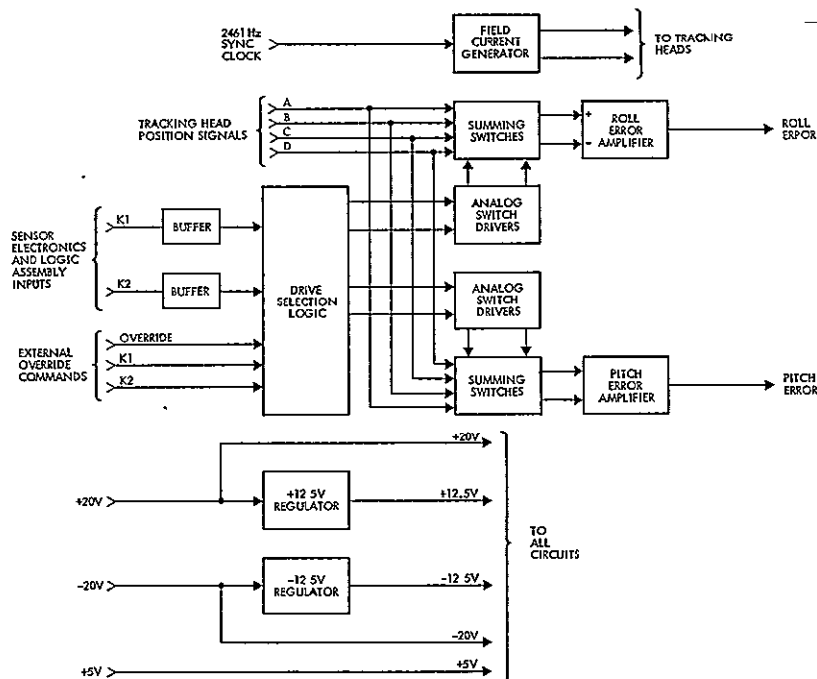 2461Hz
SYNC
CLOCK
FIELD
CURRENT
GENERATOR
TO TRACKING
HEADS
TRACKING HEAD
POSITION SIGNALS
A
B
C
D
SUMMING
SWITCHES
+
-
ROLL
ERROR
AMPLIFIER
ROLL
ERPOR
ANALOG
SWITCH
DRIVERS
SENSOR
ELECTRONICS
AND LOGIC
ASSEMBLY
INPUTS
K1
BUFFER
K2
BUFFER
DRIVE
SELECTION
LOGIC
ANALOG
SWITCH
DRIVERS
EXTERNAL
OVERRIDE
COMMANDS
OVERRIDE
K1
K2
SUMMING
SWITCHES
PITCH
ERROR
AMPLIFIER
PITCH
ERROR
+20V
+20V
+12 5V
REGULATOR
+12.5V
TO
ALL
CIRCUITS
-20V
-12 5V
REGULATOR
-12 5V
-20V
+5V
+5V